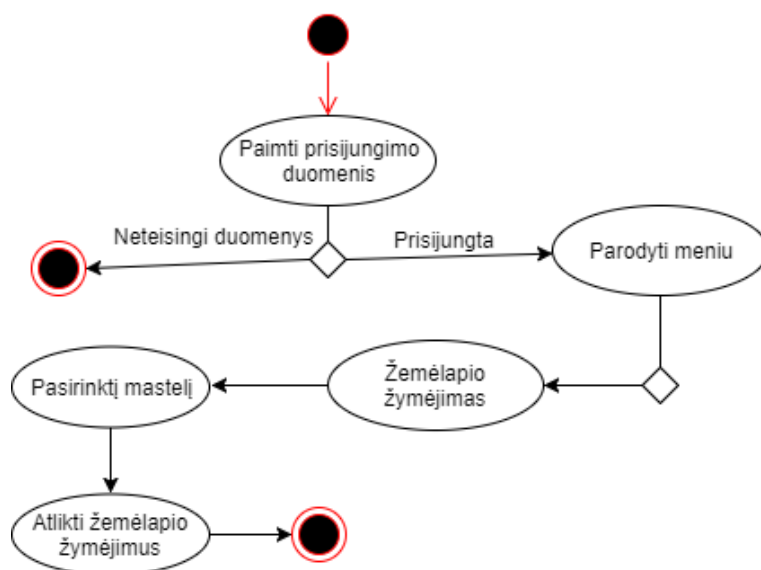 Paimti prisijungimo
duomenis
Neteisingi duomenys
Prisijungta
Parodyti meniu
Žemėlapio
žymėjimas
Pasirinktį mastelį
Atlikti žemėlapio
žymėjimus